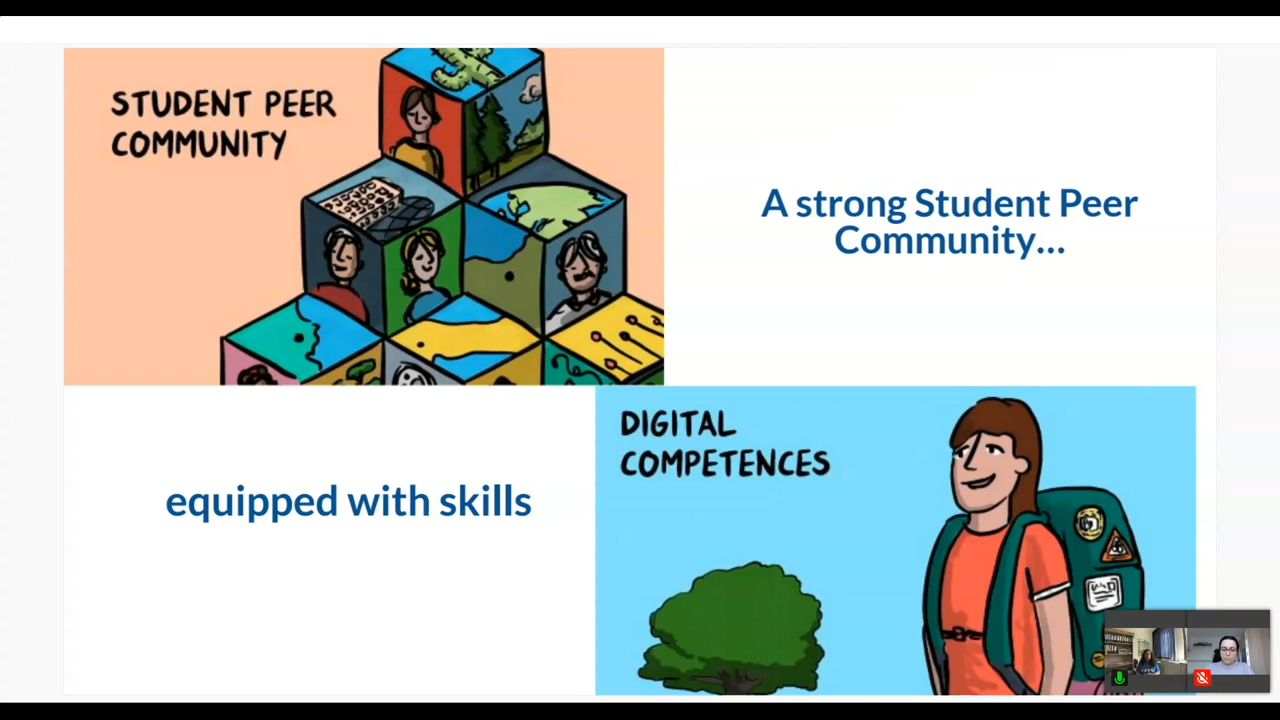 STUDENT PEER
COMMUNITY
A strong Student Peer
Community...
equipped with skills
DIGITAL
COMPETENCES